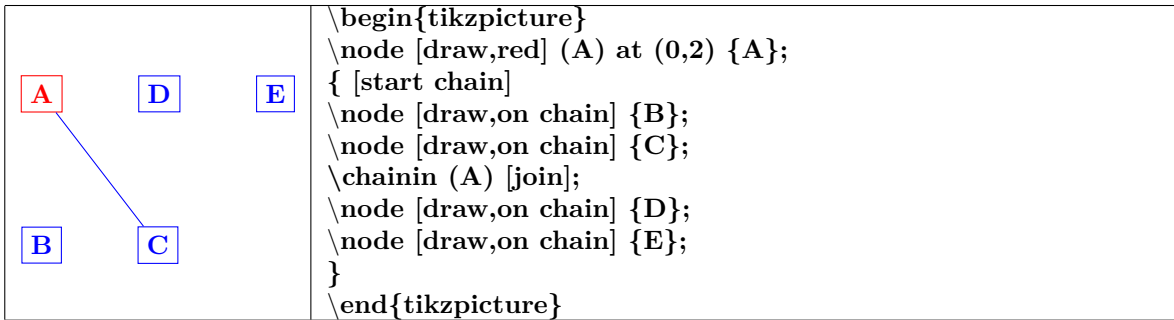 A D E
B C
\begin{tikzpicture}
\node [draw,red] (A) at (0,2) {A};
{ [start chain]
\node [draw,on chain] {B};
\node [draw,on chain] {C};
\chainin (A) [join];
\node [draw,on chain] {D};
\node [draw,on chain] {E};
}
\end{tikzpicture}